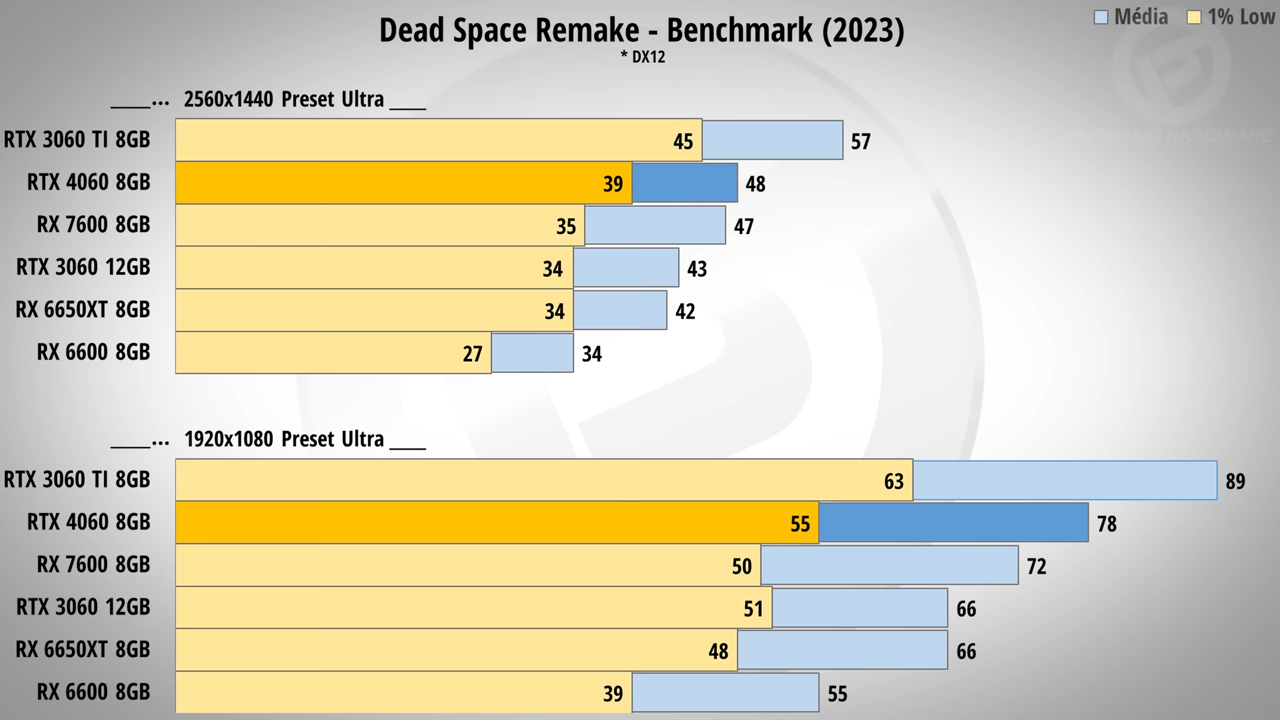 Dead Space Remake - Benchmark (2023)
* DX12
Média 1% Low
____... 2560x1440 Preset Ultra ____
RTX 3060 TI 8GB 45 57
RTX 4060 8GB 39 48
RX 7600 8GB 35 47
RTX 3060 12GB 34 43
RX 6650XT 8GB 34 42
RX 6600 8GB 27 34
____... 1920x1080 Preset Ultra ____
RTX 3060 TI 8GB 63 89
RTX 4060 8GB 55 78
RX 7600 8GB 50 72
RTX 3060 12GB 51 66
RX 6650XT 8GB 48 66
RX 6600 8GB 39 55